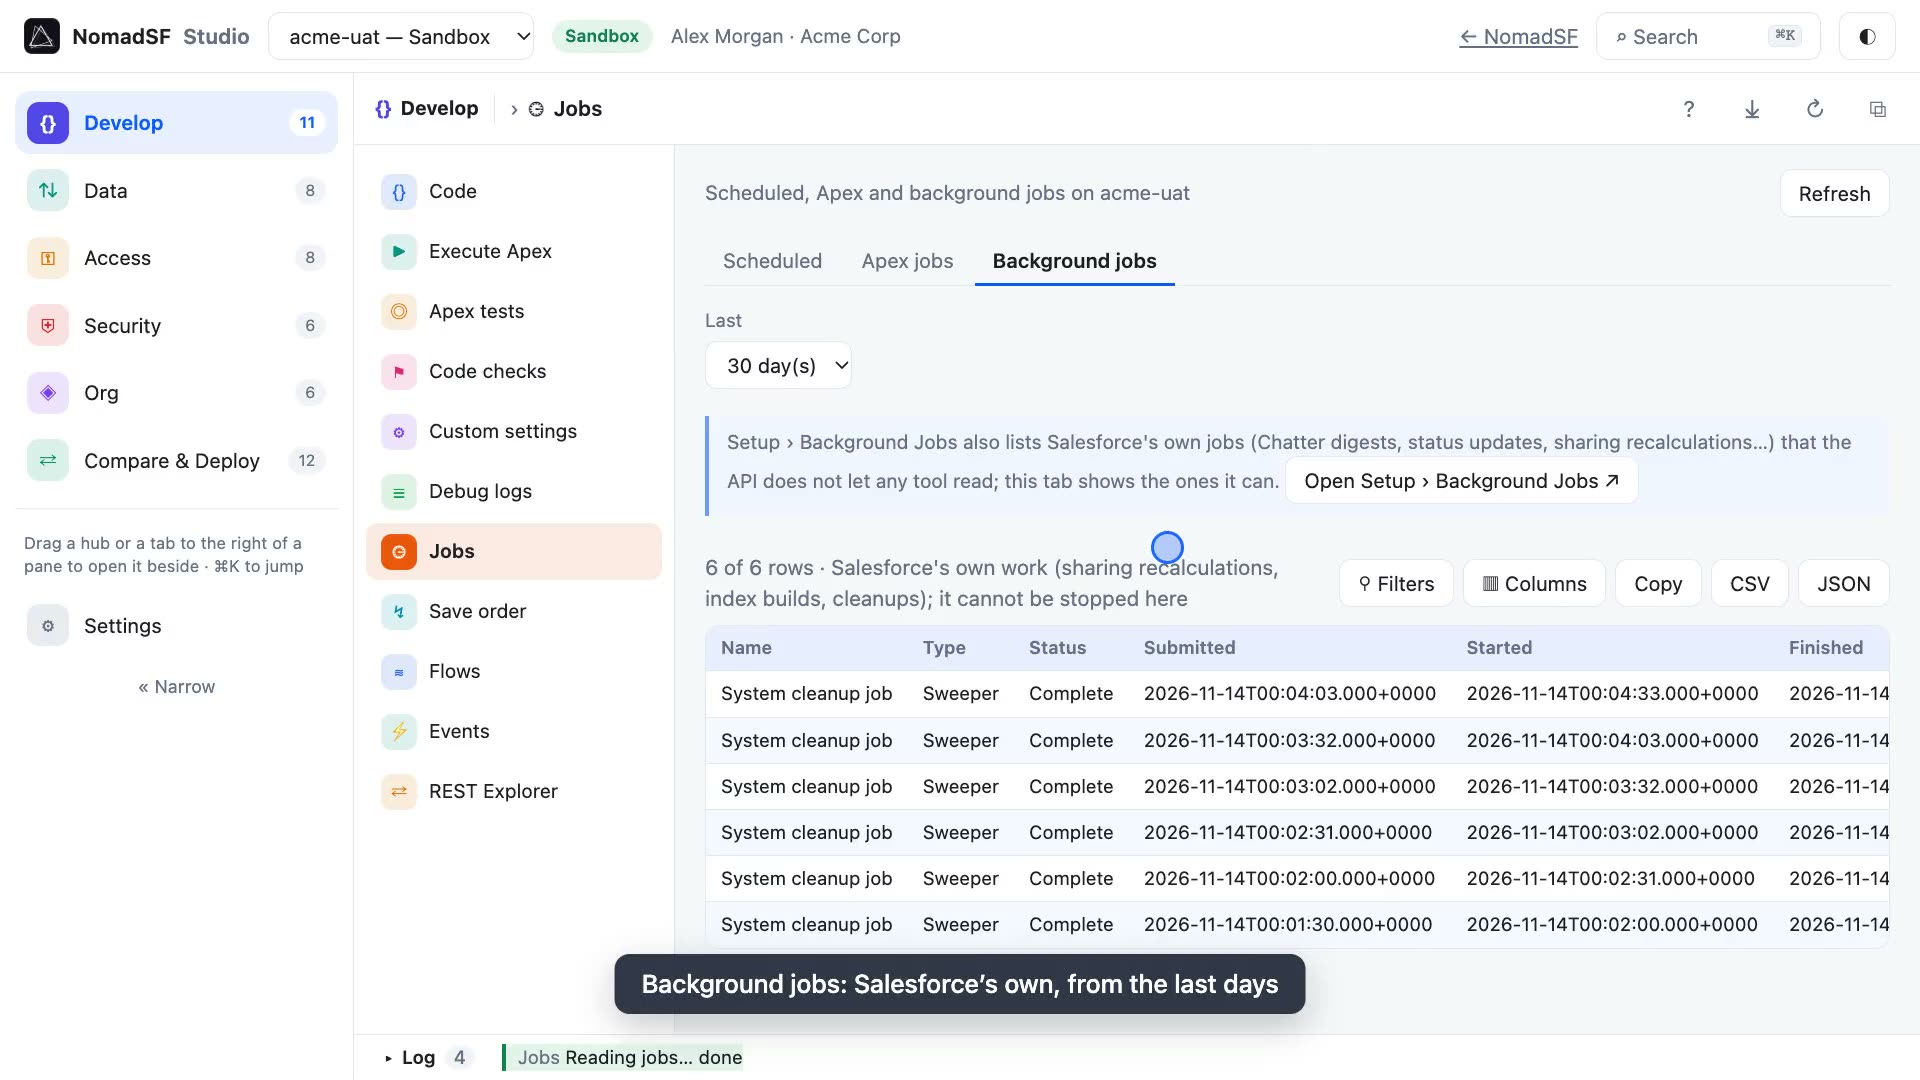 NomadSF Studio
acme-uat — Sandbox
Sandbox
Alex Morgan · Acme Corp
← NomadSF
Search
⌘K
Develop
11
Data
8
Access
8
Security
6
Org
6
Compare & Deploy
12
Drag a hub or a tab to the right of a
pane to open it beside · ⌘K to jump
Settings
« Narrow
{} Develop › Jobs
?
Code
Execute Apex
Apex tests
Code checks
Custom settings
Debug logs
Jobs
Save order
Flows
Events
REST Explorer
Scheduled, Apex and background jobs on acme-uat
Refresh
Scheduled
Apex jobs
Background jobs
Last
30 day(s)
Setup › Background Jobs also lists Salesforce's own jobs (Chatter digests, status updates, sharing recalculations…) that the
API does not let any tool read; this tab shows the ones it can. Open Setup › Background Jobs ↗
6 of 6 rows · Salesforce's own work (sharing recalculations,
index builds, cleanups); it cannot be stopped here
Filters
Columns
Copy
CSV
JSON
Name Type Status Submitted Started Finished
System cleanup job Sweeper Complete 2026-11-14T00:04:03.000+0000 2026-11-14T00:04:33.000+0000 2026-11-14
System cleanup job Sweeper Complete 2026-11-14T00:03:32.000+0000 2026-11-14T00:04:03.000+0000 2026-11-14
System cleanup job Sweeper Complete 2026-11-14T00:03:02.000+0000 2026-11-14T00:03:32.000+0000 2026-11-14
System cleanup job Sweeper Complete 2026-11-14T00:02:31.000+0000 2026-11-14T00:03:02.000+0000 2026-11-14
System cleanup job Sweeper Complete 2026-11-14T00:02:00.000+0000 2026-11-14T00:02:31.000+0000 2026-11-14
System cleanup job Sweeper Complete 2026-11-14T00:01:30.000+0000 2026-11-14T00:02:00.000+0000 2026-11-14
Background jobs: Salesforce’s own, from the last days
Log 4
Jobs Reading jobs… done